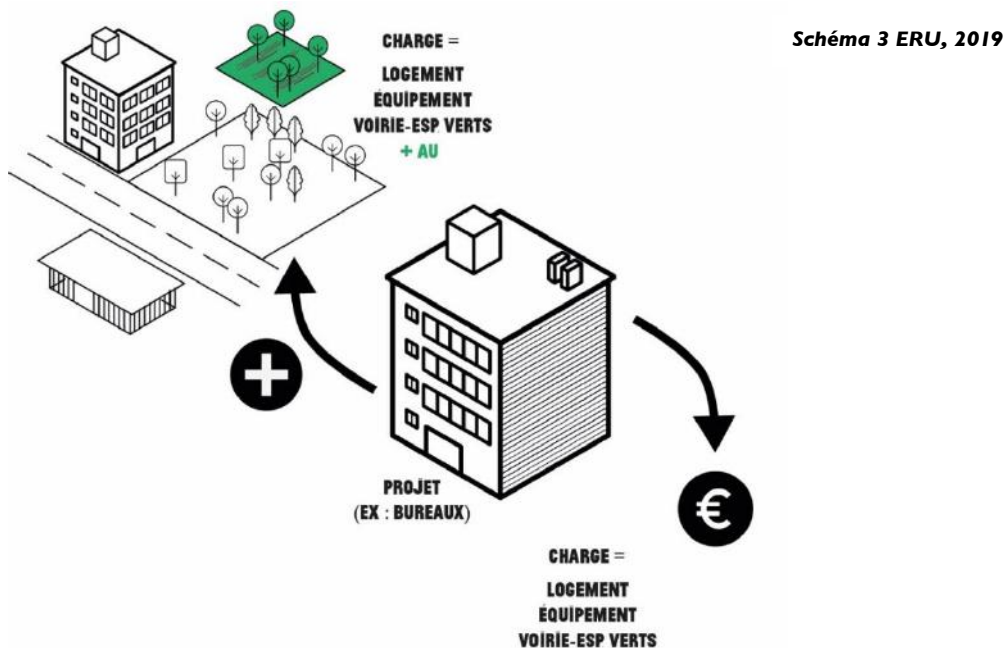 Schéma 3 ERU, 2019
CHARGE =
LOGEMENT
ÉQUIPEMENT
VOIRIE-ESP VERTS
+ AU
+
PROJET
(EX : BUREAUX)
€
CHARGE =
LOGEMENT
ÉQUIPEMENT
VOIRIE-ESP VERTS